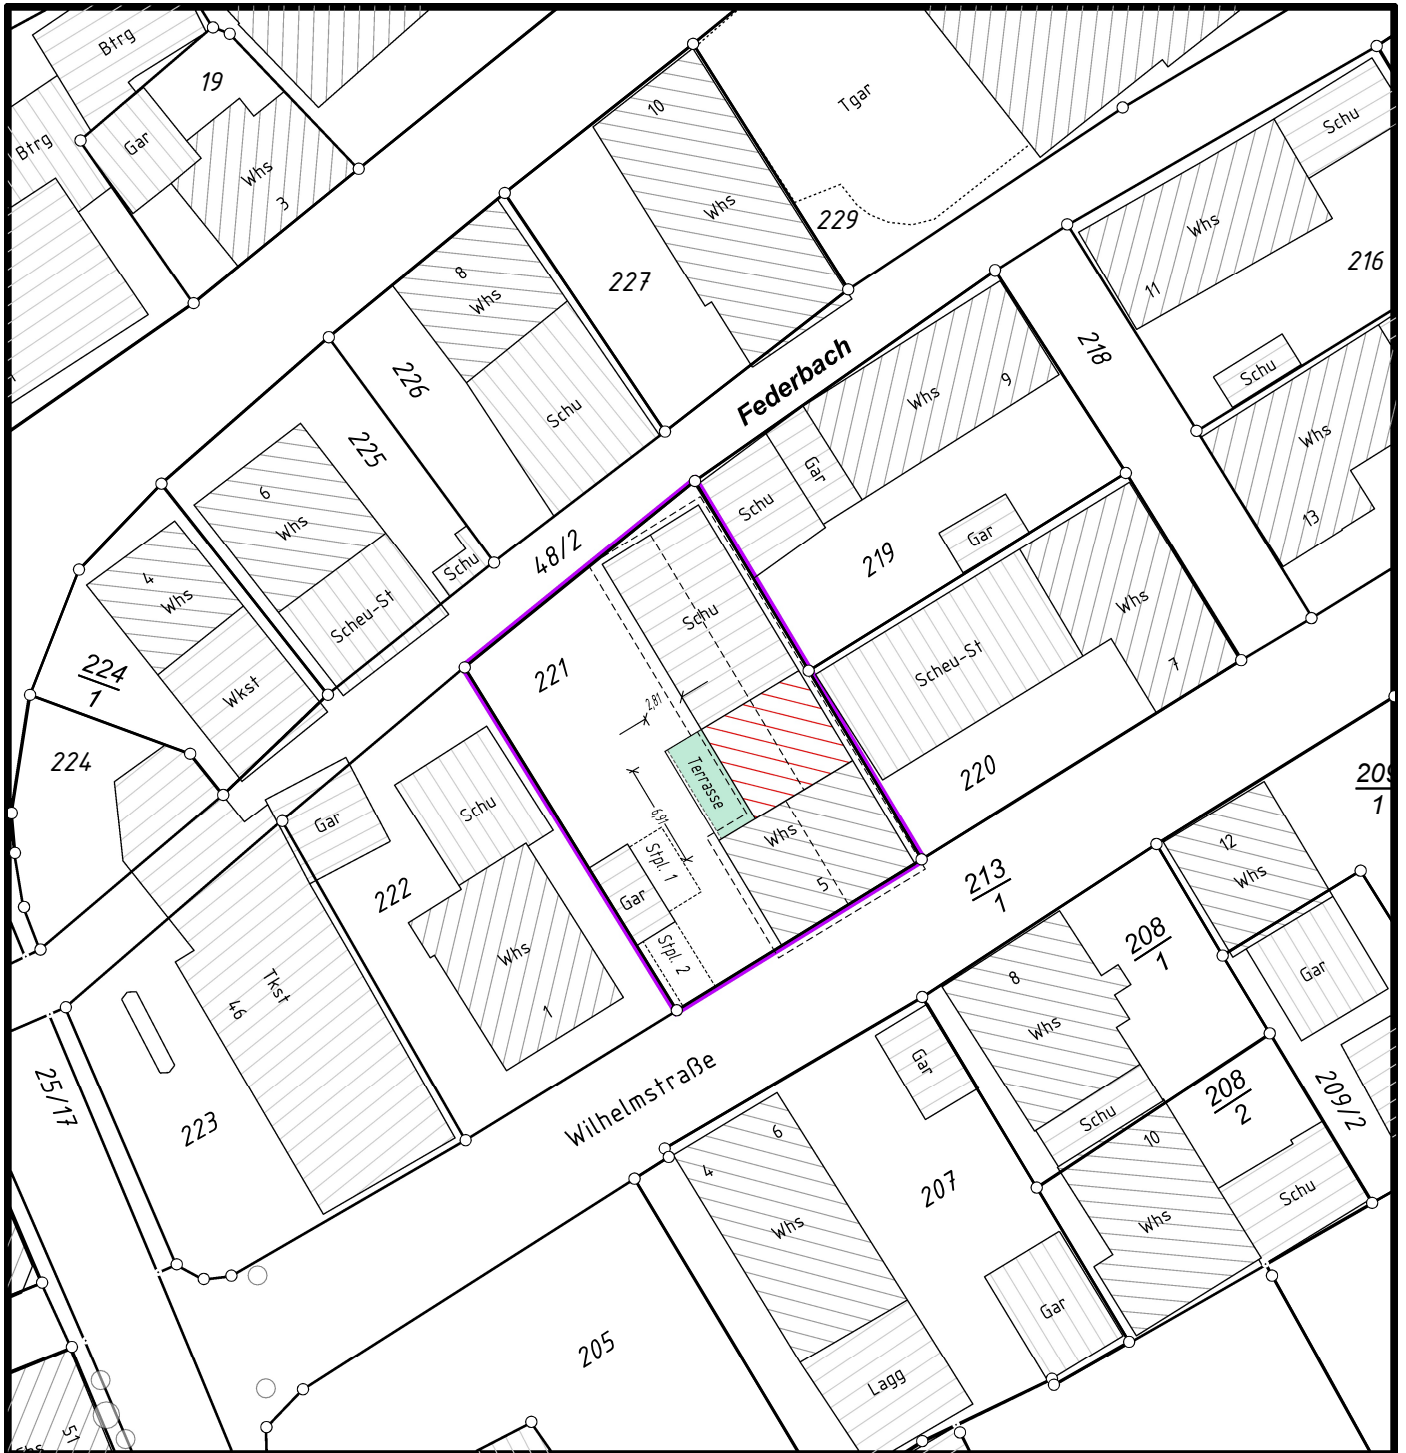 Btrg
19
Btrg
Gar
Whs
3
10
Whs
Tgar
229
227
Schu
Whs
11
216
8
Whs
226
Schu
225
6
Whs
Scheu-St
Schu
Federbach
Whs
9
218
Schu
Whs
13
Schu
Gar
219
Gar
48/2
4
Whs
Wkst
224
1
224
221
Schu
Scheu-St
Whs
7
220
2,81
Terrasse
6,91
Whs
5
Stpl. 1
Gar
Stpl. 2
Gar
Schu
222
Whs
1
Tkst
46
213
1
209
1
12
Whs
208
1
Gar
8
Whs
Schu
Gar
208
2
209/2
25/17
223
Wilhelmstraße
6
4
Whs
207
10
Whs
Schu
Gar
205
Lagg
51